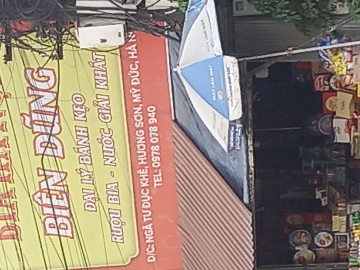 BIÊN DŨNG
ĐẠI LÝ BÁNH KẸO
RƯỢU BIA - NƯỚC GIẢI KHÁT
Đ/C: NGÃ TƯ ĐỤC KHÊ, HƯƠNG SƠN, MỸ ĐỨC, HÀ N
TEL: 0978 078 940